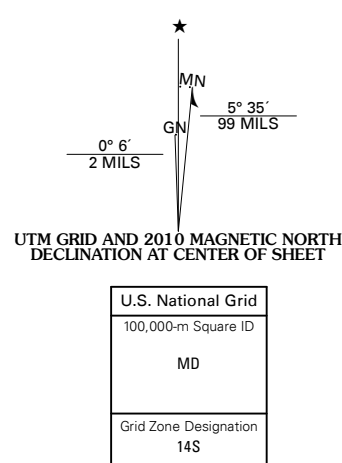 ★
MN
GN
5° 35´
99 MILS
0° 6´
2 MILS
UTM GRID AND 2010 MAGNETIC NORTH
DECLINATION AT CENTER OF SHEET
U.S. National Grid
100,000-m Square ID
MD
Grid Zone Designation
14S